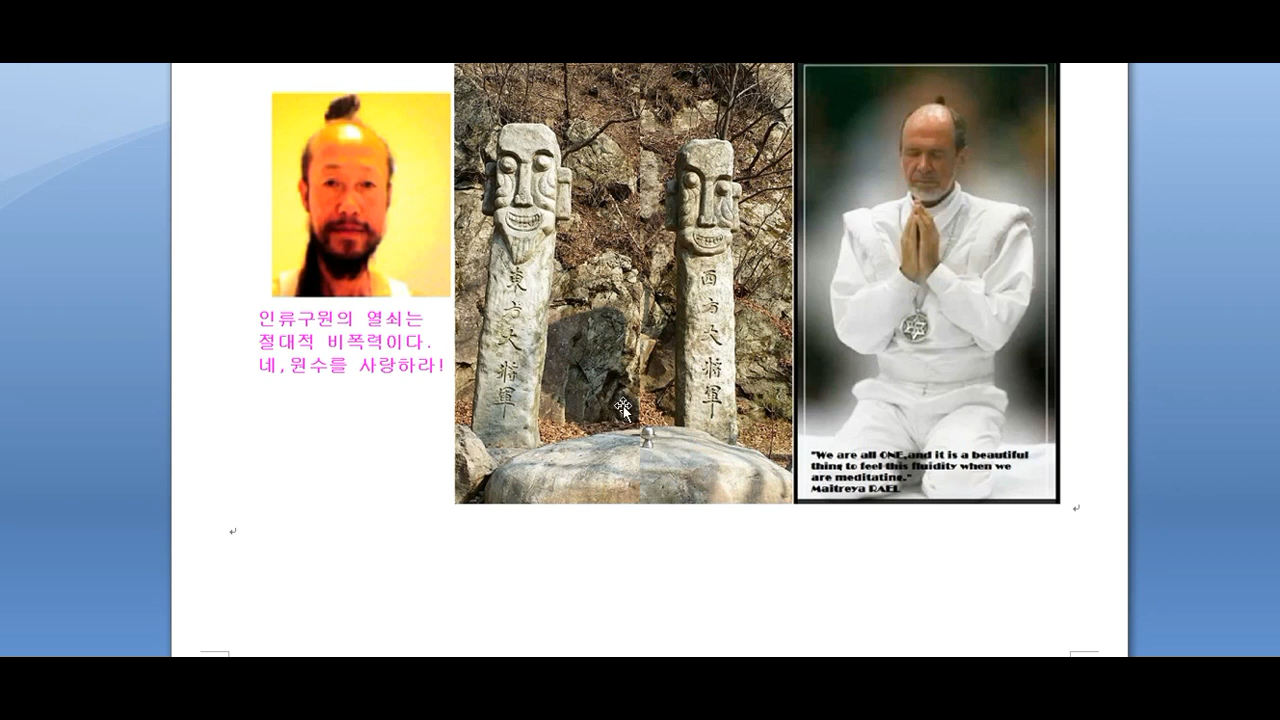 인류구원의 열쇠는
절대적 비폭력이다.
네,원수를 사랑하라!
東方大將軍
西方大將軍
"We are all ONE,and it is a beautiful
thing to feel this fluidity when we
are meditating."
Maitreya RAEL